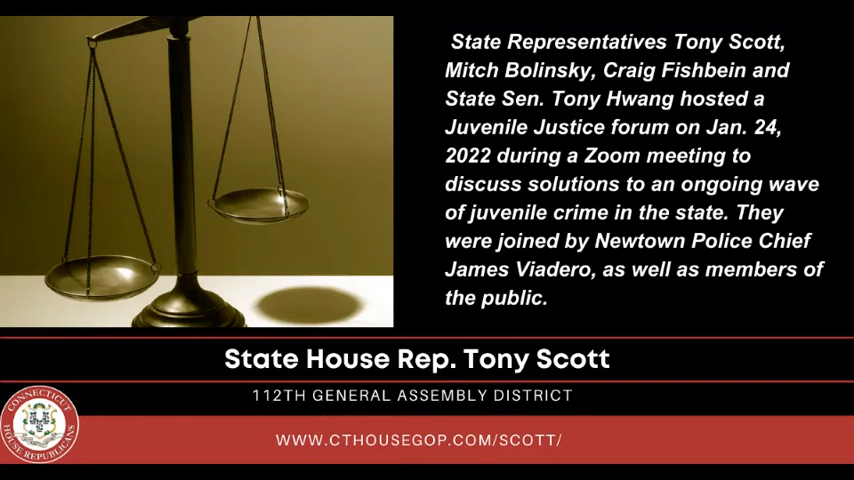 State Representatives Tony Scott,
Mitch Bolinsky, Craig Fishbein and
State Sen. Tony Hwang hosted a
Juvenile Justice forum on Jan. 24,
2022 during a Zoom meeting to
discuss solutions to an ongoing wave
of juvenile crime in the state. They
were joined by Newtown Police Chief
James Viadero, as well as members of
the public.
State House Rep. Tony Scott
112TH GENERAL ASSEMBLY DISTRICT
WWW.CTHOUSEGOP.COM/SCOTT/
CONNECTICUT
HOUSE REPUBLICANS